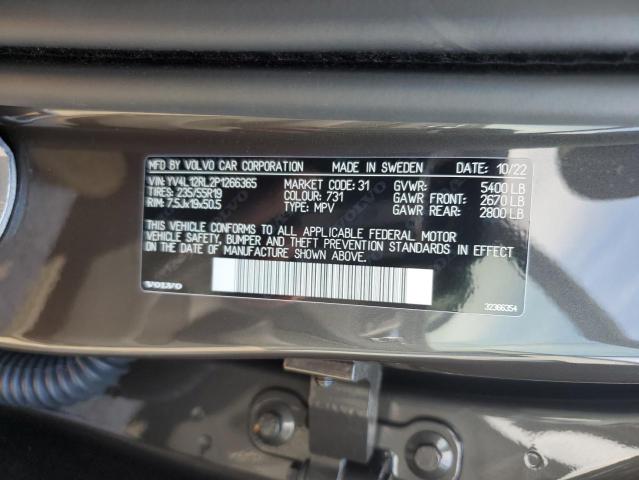 MFD BY VOLVO CAR CORPORATION MADE IN SWEDEN DATE: 10/22
VIN: YV4L12RL2P1266365 MARKET CODE: 31 GVWR: 5400 LB
TIRES: 235/55R19 COLOUR: 731 GAWR FRONT: 2670 LB
RIM: 7.5Jx19x50.5 TYPE: MPV GAWR REAR: 2800 LB
THIS VEHICLE CONFORMS TO ALL APPLICABLE FEDERAL MOTOR
VEHICLE SAFETY, BUMPER AND THEFT PREVENTION STANDARDS IN EFFECT
ON THE DATE OF MANUFACTURE SHOWN ABOVE.
VOLVO 32366354